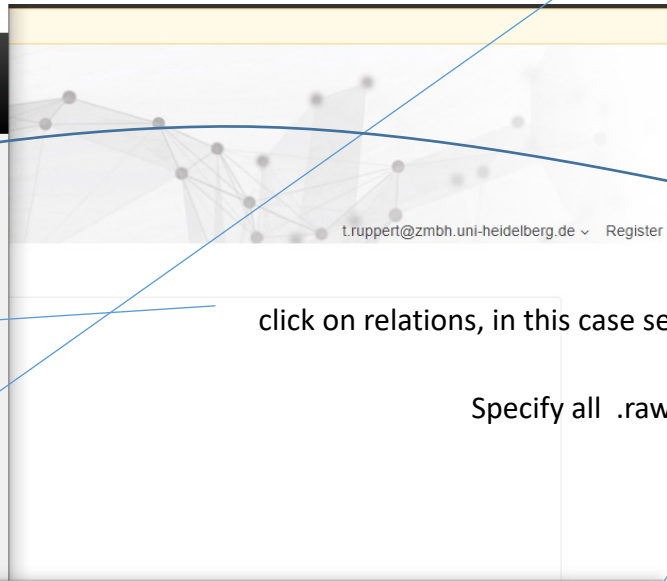 t.ruppert@zmbh.uni-heidelberg.de Register
click on relations, in this case se
Specify all .raw